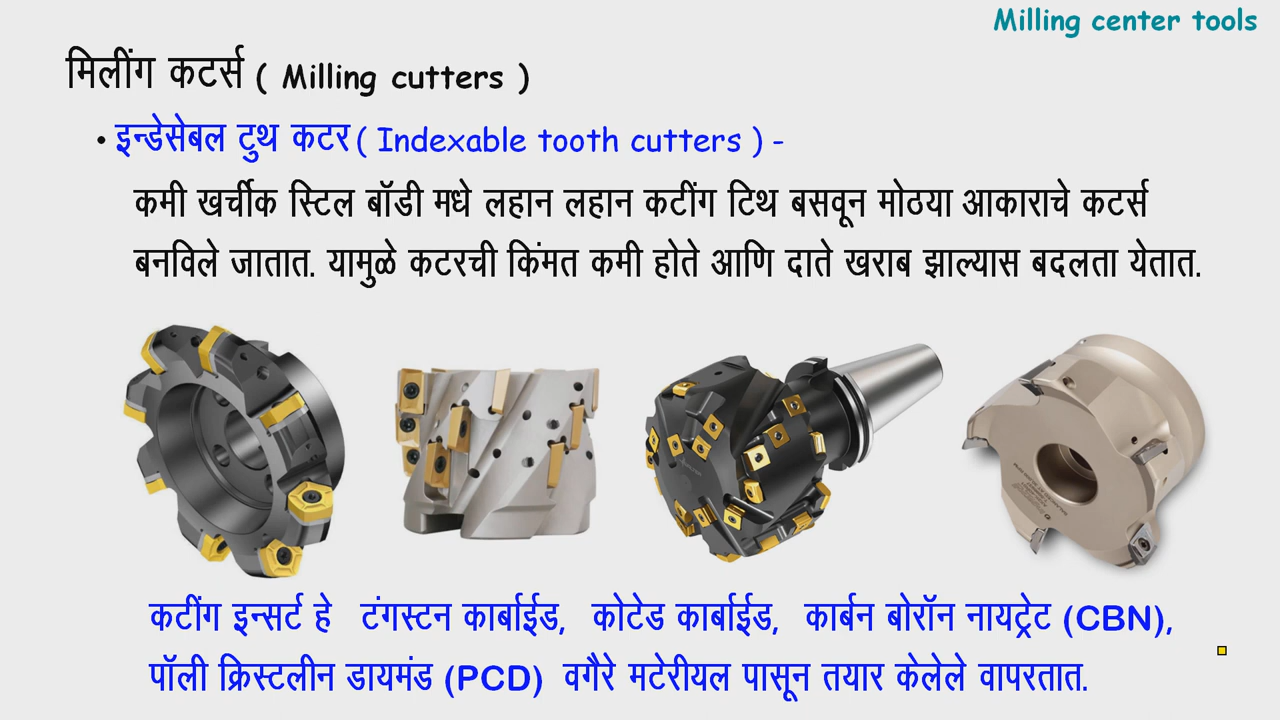 Milling center tools
मिलींग कटर्स ( Milling cutters )
• इन्डेसेबल टुथ कटर ( Indexable tooth cutters ) -
कमी खर्चीक स्टिल बॉडी मधे लहान लहान कटींग टिथ बसवून मोठया आकाराचे कटर्स
बनविले जातात. यामुळे कटरची किंमत कमी होते आणि दाते खराब झाल्यास बदलता येतात.
कटींग इन्सर्ट हे टंगस्टन कार्बाईड, कोटेड कार्बाईड, कार्बन बोरॉन नायट्रेट (CBN),
पॉली क्रिस्टलीन डायमंड (PCD) वगैरे मटेरीयल पासून तयार केलेले वापरतात.